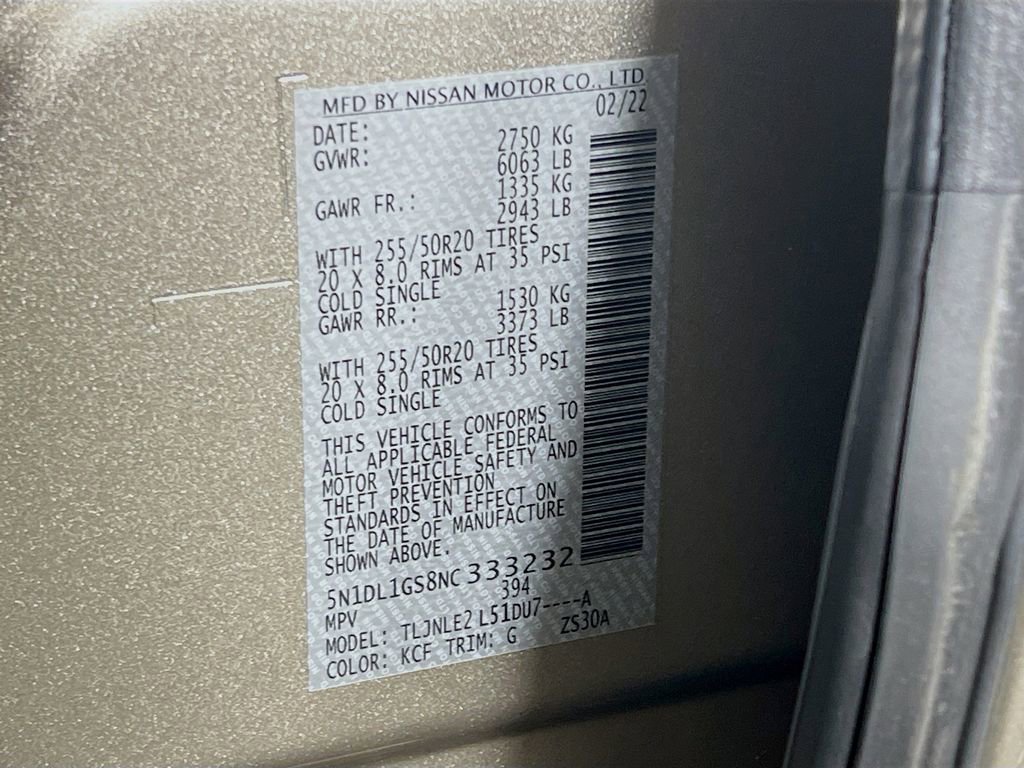 MFD BY NISSAN MOTOR CO., LTD.
DATE: 02/22
GVWR: 2750 KG
6063 LB
GAWR FR.: 1335 KG
2943 LB
WITH 255/50R20 TIRES
20 X 8.0 RIMS AT 35 PSI
COLD SINGLE
GAWR RR.: 1530 KG
3373 LB
WITH 255/50R20 TIRES
20 X 8.0 RIMS AT 35 PSI
COLD SINGLE
THIS VEHICLE CONFORMS TO
ALL APPLICABLE FEDERAL
MOTOR VEHICLE SAFETY AND
THEFT PREVENTION
STANDARDS IN EFFECT ON
THE DATE OF MANUFACTURE
SHOWN ABOVE.
5N1DL1GS8NC333232
MPV 394
MODEL: TLJNLE2 L51DU7----A
COLOR: KCF TRIM: G ZS30A